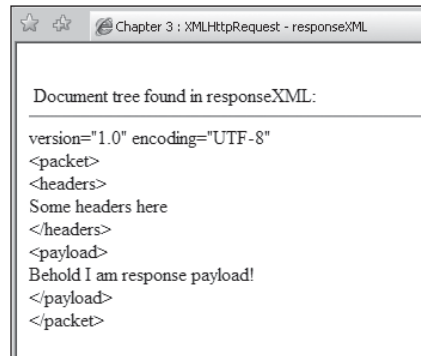 Chapter 3 : XMLHttpRequest - responseXML
Document tree found in responseXML:
version="1.0" encoding="UTF-8"
<packet>
<headers>
Some headers here
</headers>
<payload>
Behold I am response payload!
</payload>
</packet>